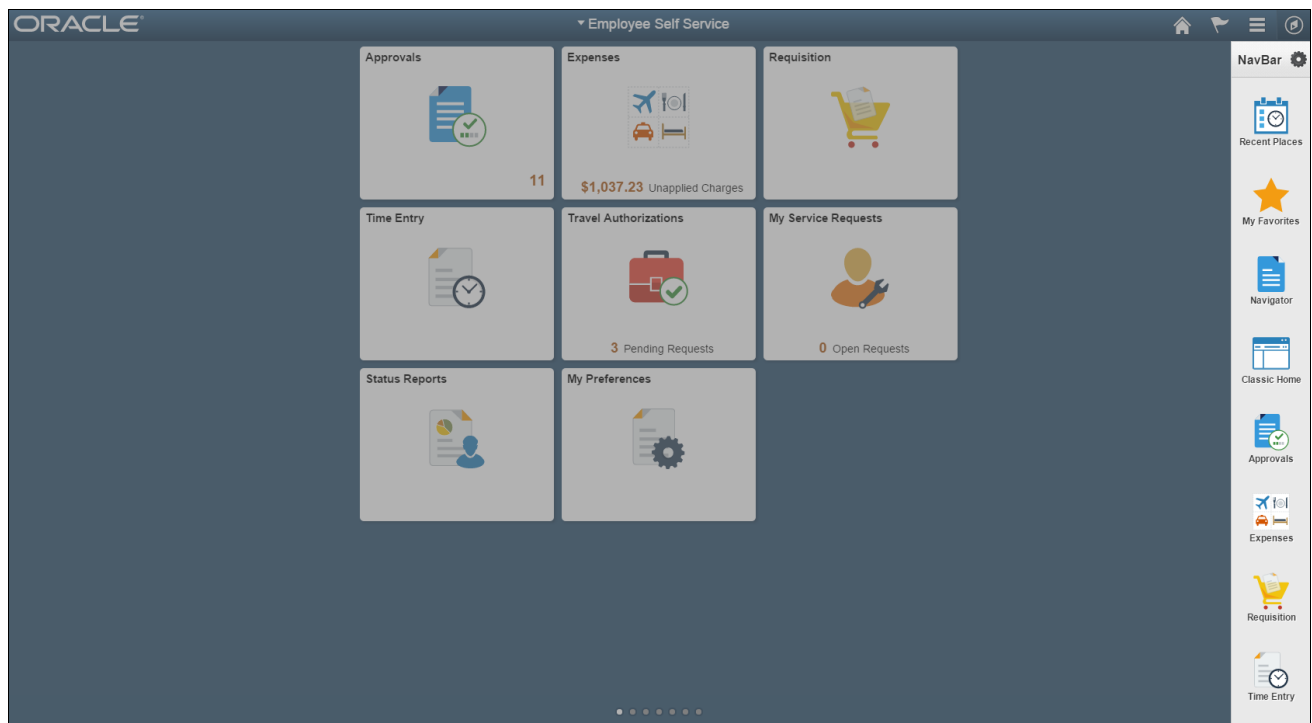 ORACLE
Employee Self Service
Approvals
11
Expenses
$1,037.23 Unapplied Charges
Requisition
Time Entry
Travel Authorizations
3 Pending Requests
My Service Requests
0 Open Requests
Status Reports
My Preferences
NavBar
Recent Places
My Favorites
Navigator
Classic Home
Approvals
Expenses
Requisition
Time Entry